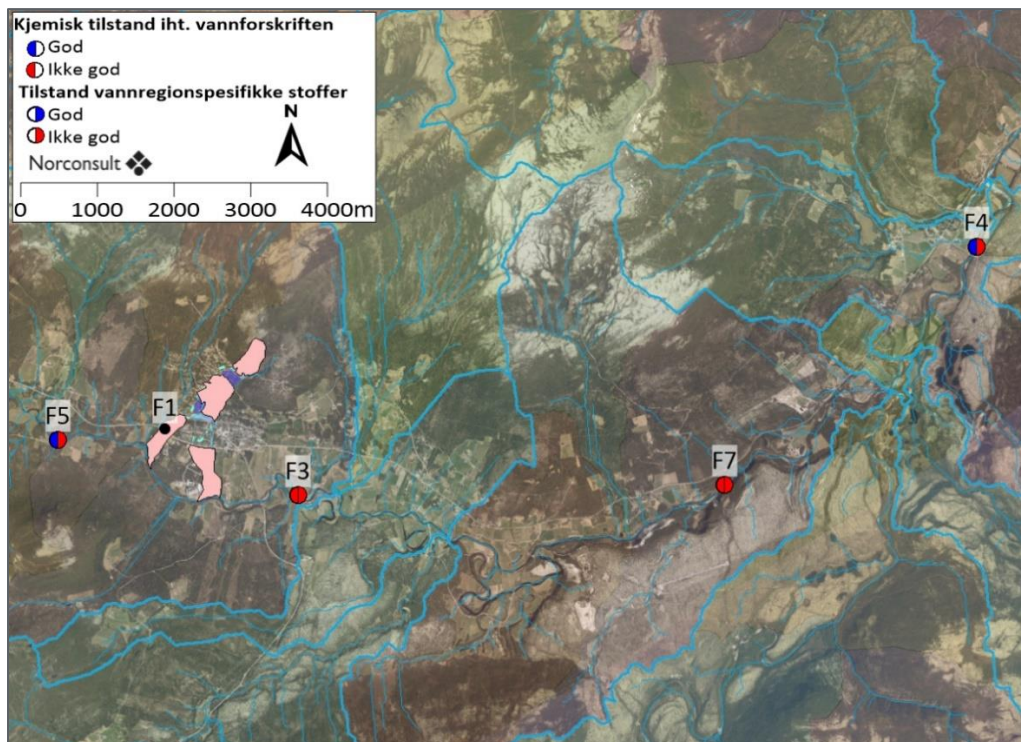 Kjemisk tilstand iht. vannforskriften
God
Ikke god
Tilstand vannregionspesifikke stoffer
God
Ikke god
Norconsult
N
0 1000 2000 3000 4000m
F4
F5
F1
F3
F7